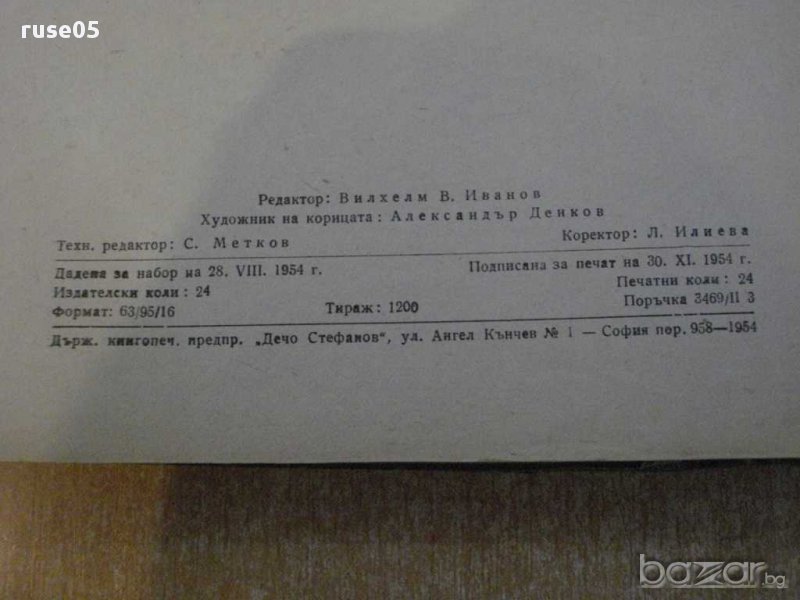 ruse05
Редактор: Вилхелм В. Иванов
Художник на корицата: Александър Денков
Техн. редактор: С. Метков Коректор: Л. Илиева
Дадена за набор на 28. VIII. 1954 г. Подписана за печат на 30. XI. 1954 г.
Издателски коли: 24 Печатни коли: 24
Формат: 63/95/16 Тираж: 1200 Поръчка 3469/II 3
Държ. книгопеч. предпр. „Дечо Стефанов“, ул. Ангел Кънчев № 1 — София пор. 958—1954
bazar.bg